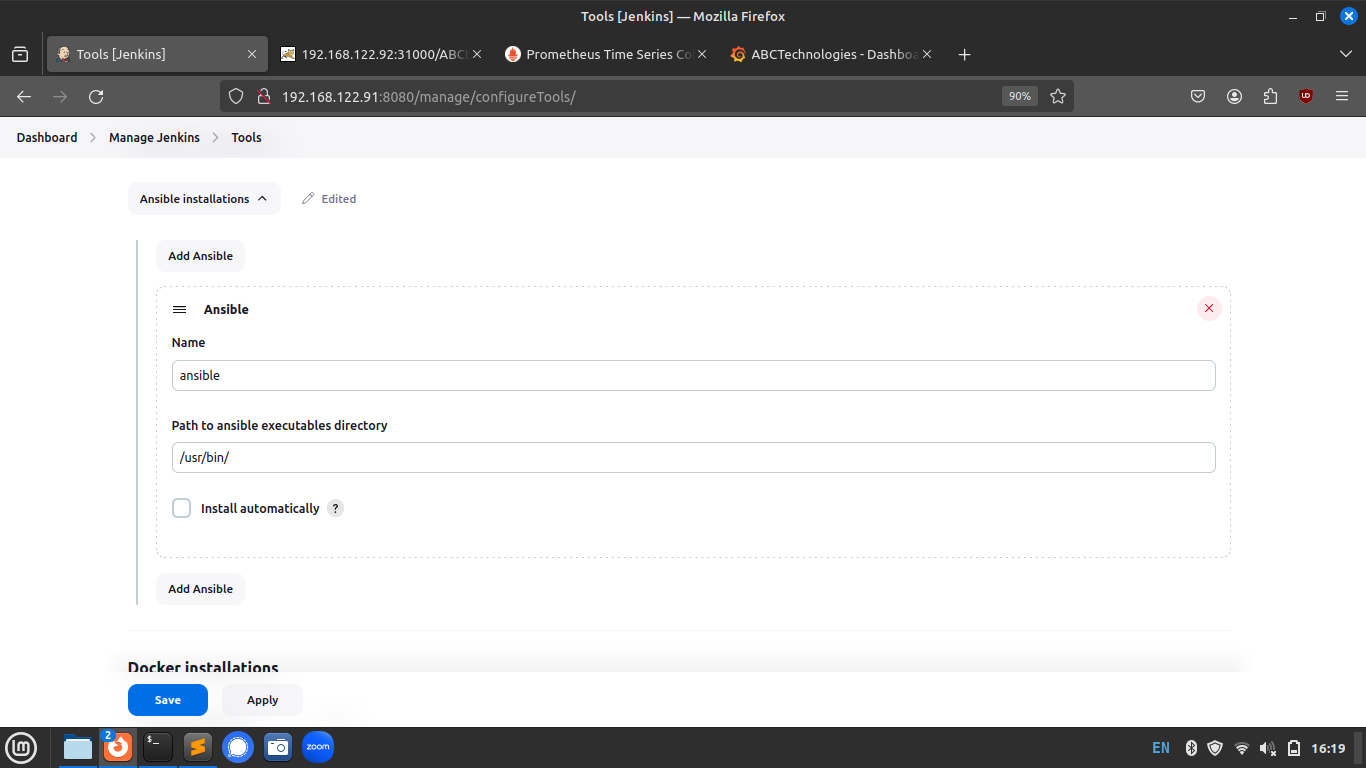 Tools [Jenkins] — Mozilla Firefox
Tools [Jenkins]
192.168.122.92:31000/ABC
Prometheus Time Series Co
ABCTechnologies - Dashboa
192.168.122.91:8080/manage/configureTools/
90%
Dashboard
Manage Jenkins
Tools
Ansible installations
Edited
Add Ansible
Ansible
Name
ansible
Path to ansible executables directory
/usr/bin/
Install automatically
?
Add Ansible
Docker installations
Save
Apply
2
$_
zoom
EN
16:19